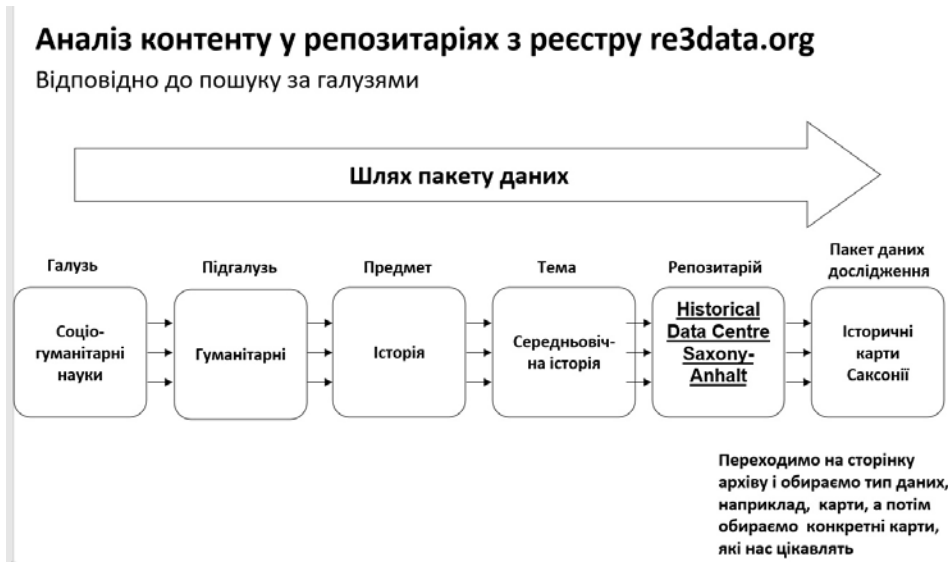 Аналіз контенту у репозитаріях з реєстру re3data.org
Відповідно до пошуку за галузями
Шлях пакету даних
Галузь
Соціо-
гуманітарні
науки
Підгалузь
Гуманітарні
Предмет
Історія
Тема
Середньовіч-
на історія
Репозитарій
Historical
Data Centre
Saxony-
Anhalt
Пакет даних
дослідження
Історичні
карти
Саксонії
Переходимо на сторінку
архіву і обираємо тип даних,
наприклад, карти, а потім
обираємо конкретні карти,
які нас цікавлять